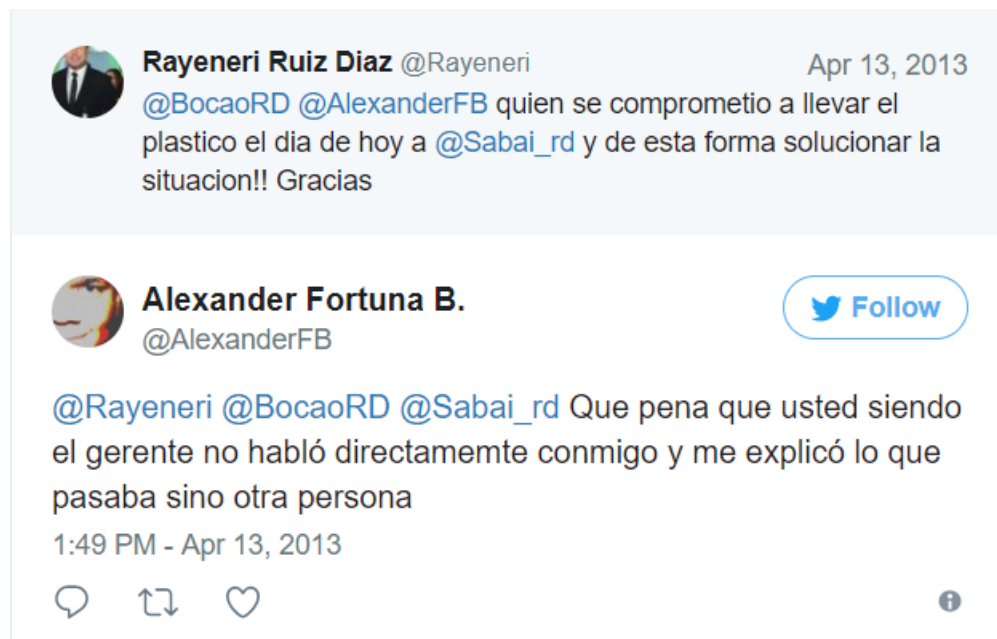 Rayeneri Ruiz Diaz @Rayeneri Apr 13, 2013
@BocaoRD @AlexanderFB quien se comprometio a llevar el
plastico el dia de hoy a @Sabai_rd y de esta forma solucionar la
situacion!! Gracias
Alexander Fortuna B.
Follow
@AlexanderFB
@Rayeneri @BocaoRD @Sabai_rd Que pena que usted siendo
el gerente no habló directamemte conmigo y me explicó lo que
pasaba sino otra persona
1:49 PM - Apr 13, 2013